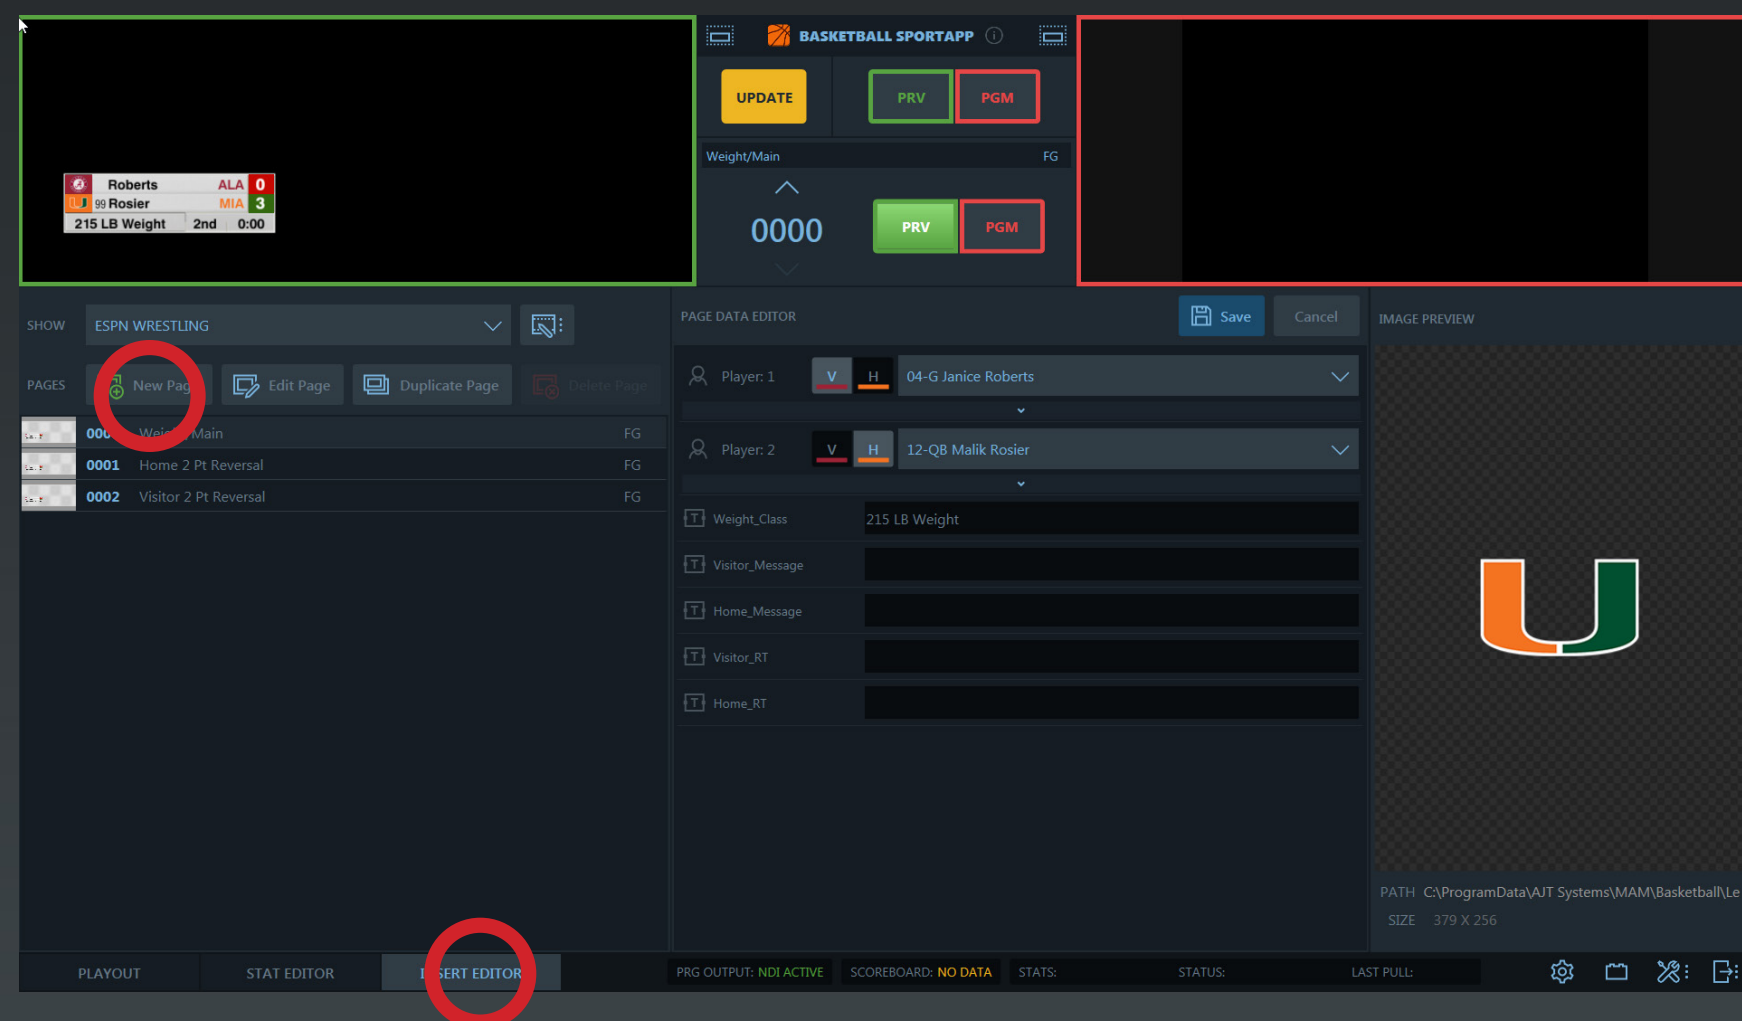 BASKETBALL SPORTAPP
UPDATE
PRV
PGM
Weight/Main
FG
0000
PRV
PGM
Roberts ALA 0
99 Rosier MIA 3
215 LB Weight 2nd 0:00
SHOW
ESPN WRESTLING
PAGES
New Pag
Edit Page
Duplicate Page
Delete Page
000 Weig Main FG
0001 Home 2 Pt Reversal FG
0002 Visitor 2 Pt Reversal FG
PAGE DATA EDITOR
Save
Cancel
Player: 1 V H 04-G Janice Roberts
Player: 2 V H 12-QB Malik Rosier
Weight_Class 215 LB Weight
Visitor_Message
Home_Message
Visitor_RT
Home_RT
IMAGE PREVIEW
PATH C:\ProgramData\AJT Systems\MAM\Basketball\Le
SIZE 379 X 256
PLAYOUT
STAT EDITOR
INSERT EDITOR
PRG OUTPUT: NDI ACTIVE
SCOREBOARD: NO DATA
STATS:
STATUS:
LAST PULL: